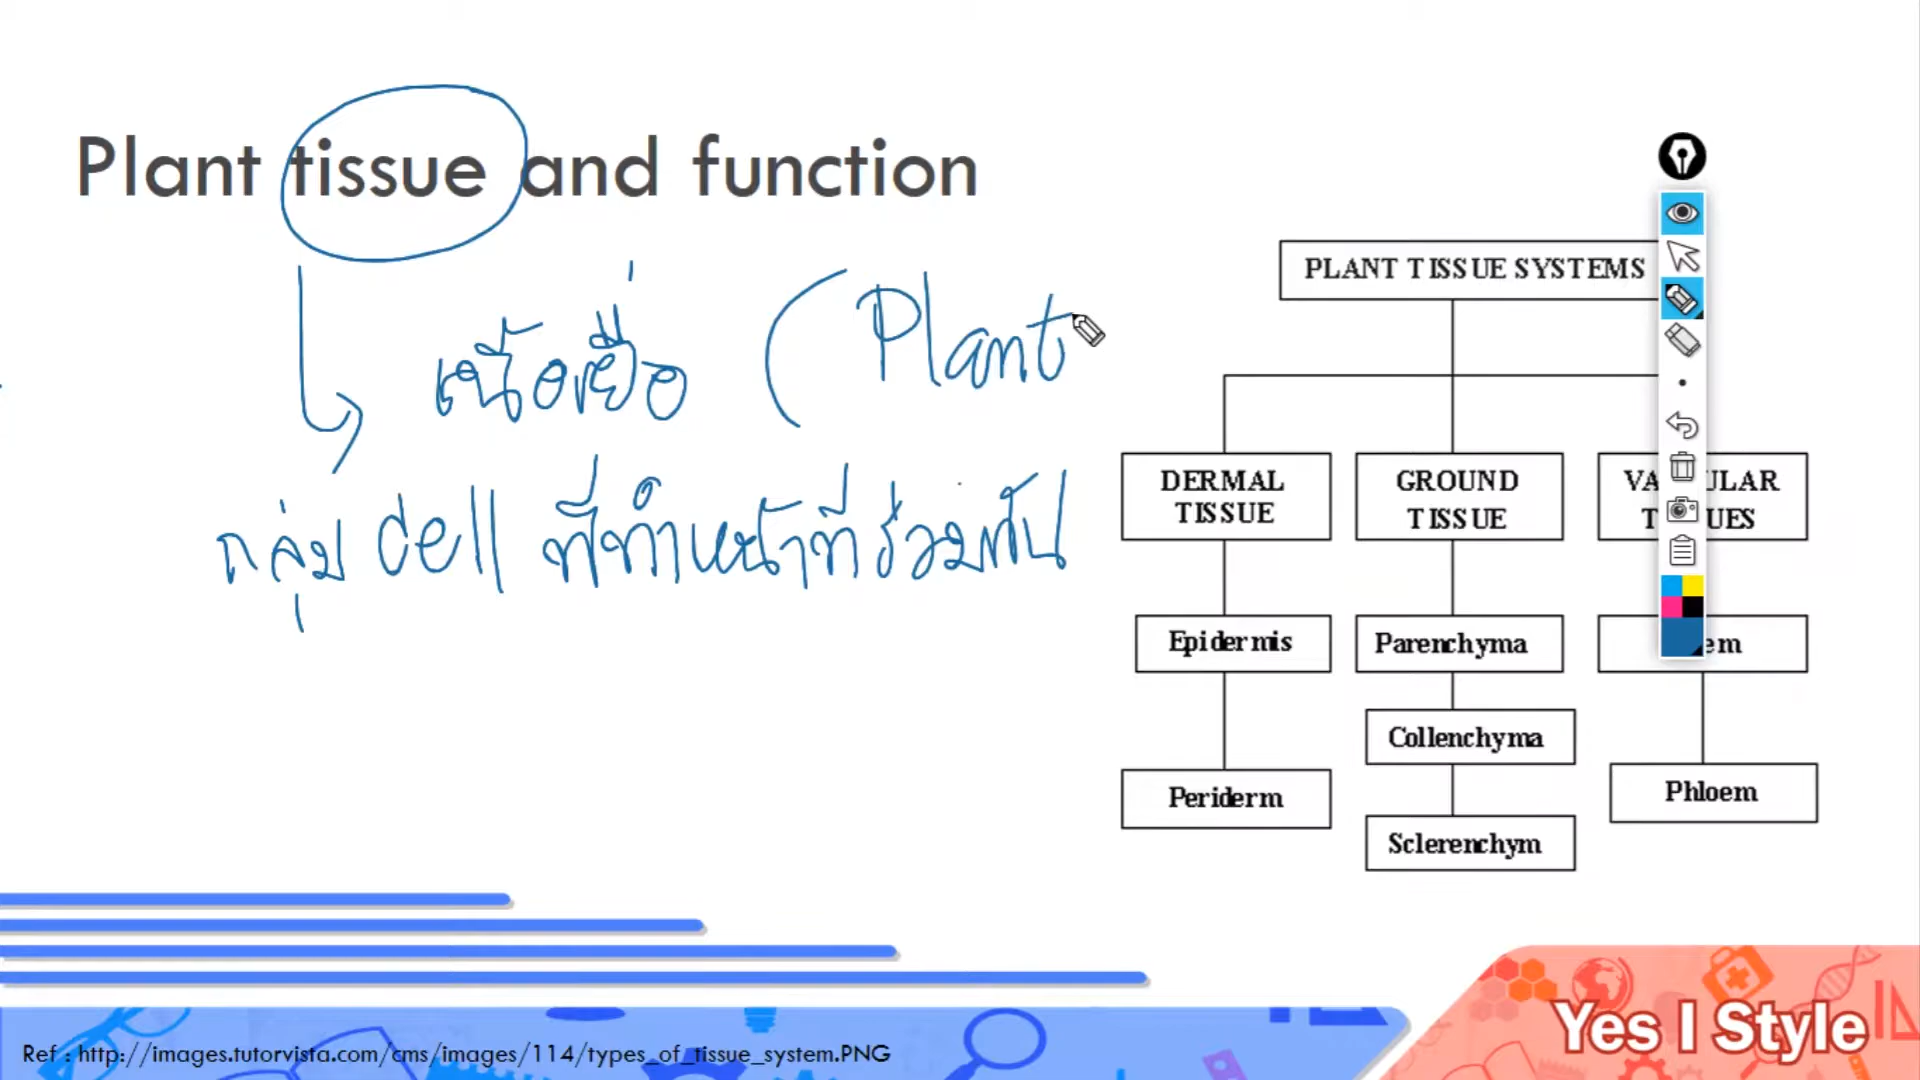 Plant tissue and function
เนื้อเยื่อ (Plant
กลุ่ม cell ที่ทำหน้าที่ร่วมกัน
PLANT TISSUE SYSTEMS
DERMAL TISSUE
GROUND TISSUE
Epidermis
Parenchyma
Collenchyma
Periderm
Phloem
Sclerenchym
Yes I Style
Ref : http://images.tutorvista.com/cms/images/114/types_of_tissue_system.PNG